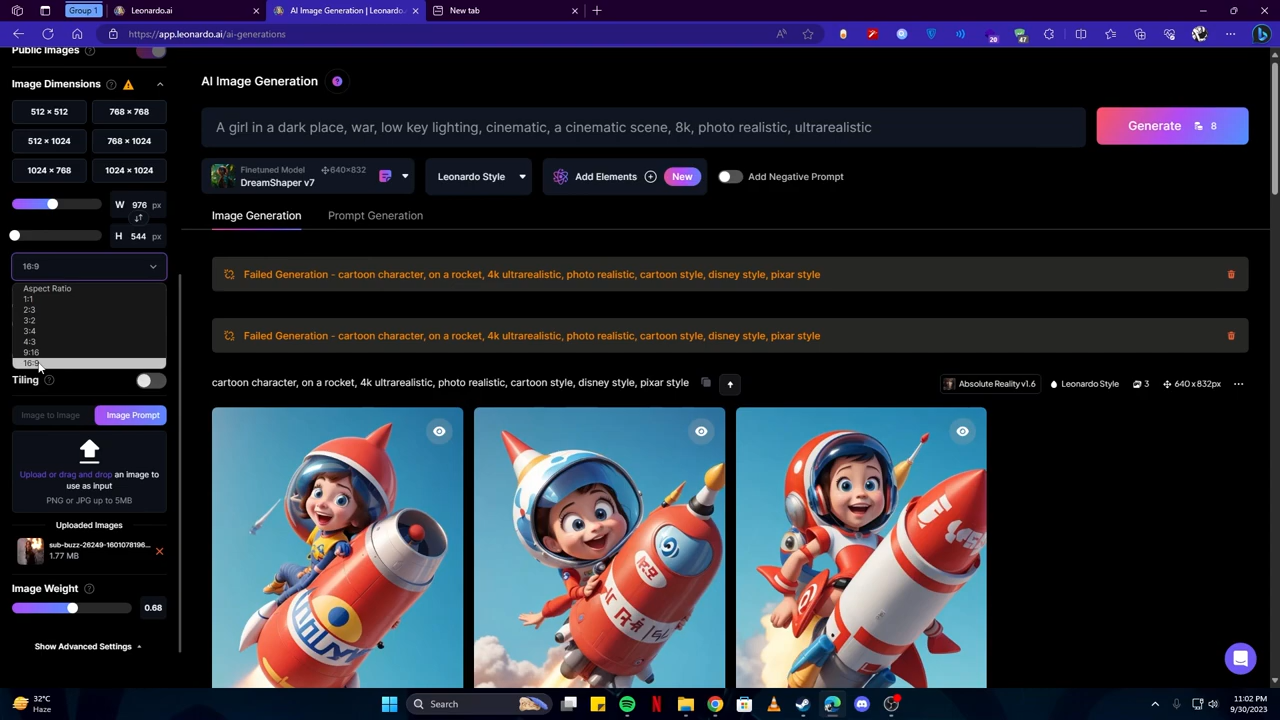 Group 1
Leonardo.ai
AI Image Generation | Leonardo.
New tab
https://app.leonardo.ai/ai-generations
20
47
Public Images
Image Dimensions
512 × 512
768 × 768
512 × 1024
768 × 1024
1024 × 768
1024 × 1024
W 976 px
H 544 px
16:9
Aspect Ratio
1:1
2:3
3:2
3:4
4:3
9:16
16:9
Tiling
Image to Image
Image Prompt
Upload or drag and drop an image to
use as input
PNG or JPG up to 5MB
Uploaded Images
sub-buzz-26249-1601078196...
1.77 MB
Image Weight
0.68
Show Advanced Settings
AI Image Generation
A girl in a dark place, war, low key lighting, cinematic, a cinematic scene, 8k, photo realistic, ultrarealistic
Generate 8
Finetuned Model 640×832
DreamShaper v7
Leonardo Style
Add Elements
New
Add Negative Prompt
Image Generation
Prompt Generation
Failed Generation - cartoon character, on a rocket, 4k ultrarealistic, photo realistic, cartoon style, disney style, pixar style
Failed Generation - cartoon character, on a rocket, 4k ultrarealistic, photo realistic, cartoon style, disney style, pixar style
cartoon character, on a rocket, 4k ultrarealistic, photo realistic, cartoon style, disney style, pixar style
Absolute Reality v1.6
Leonardo Style
3
640 x 832px
32°C
Haze
Search
11:02 PM
9/30/2023